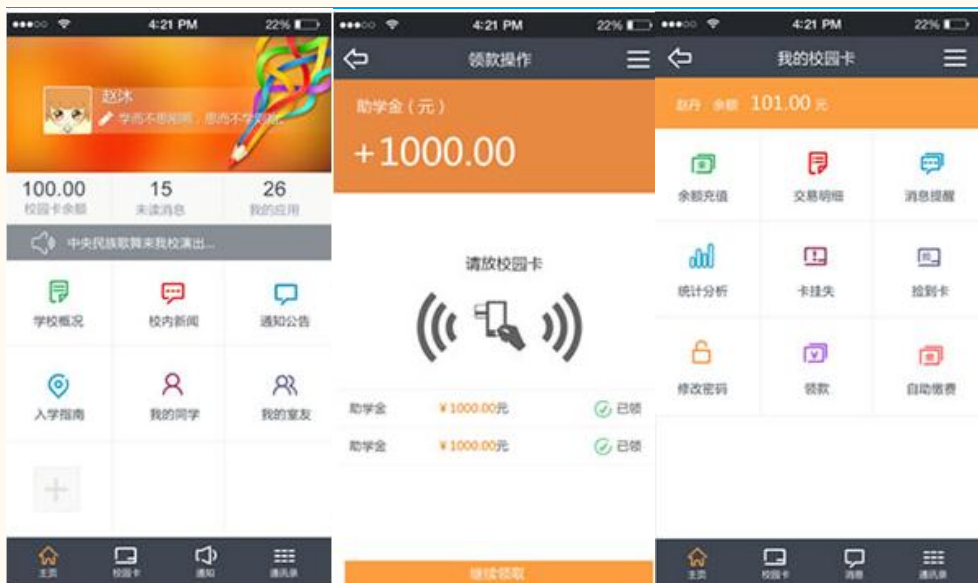 4:21 PM
22%
赵沐
学而不思则罔，思而不学则殆..
100.00
15
26
校园卡余额
未读消息
我的应用
中央民族歌舞来我校演出...
学校概况
校内新闻
通知公告
入学指南
我的同学
我的室友
主页
校园卡
通知
通讯录
4:21 PM
22%
领款操作
助学金（元）
+1000.00
请放校园卡
助学金
¥1000.00元
已领
助学金
¥1000.00元
已领
继续领取
4:21 PM
22%
我的校园卡
赵丹 余额 101.00 元
余额充值
交易明细
消息提醒
统计分析
卡挂失
捡到卡
修改密码
领款
自动缴费
主页
校园卡
消息
通讯录